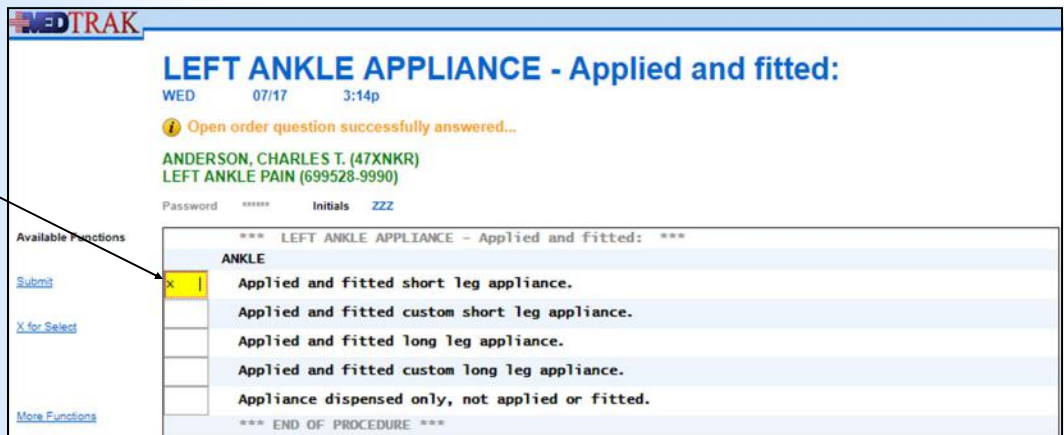 MEDTRAK
LEFT ANKLE APPLIANCE - Applied and fitted:
WED 07/17 3:14p
i Open order question successfully answered...
ANDERSON, CHARLES T. (47XNKR)
LEFT ANKLE PAIN (699528-9990)
Password ****** Initials ZZZ
Available Functions
*** LEFT ANKLE APPLIANCE - Applied and fitted: ***
ANKLE
Submit
x Applied and fitted short leg appliance.
Applied and fitted custom short leg appliance.
X for Select
Applied and fitted long leg appliance.
Applied and fitted custom long leg appliance.
Appliance dispensed only, not applied or fitted.
More Functions
*** END OF PROCEDURE ***